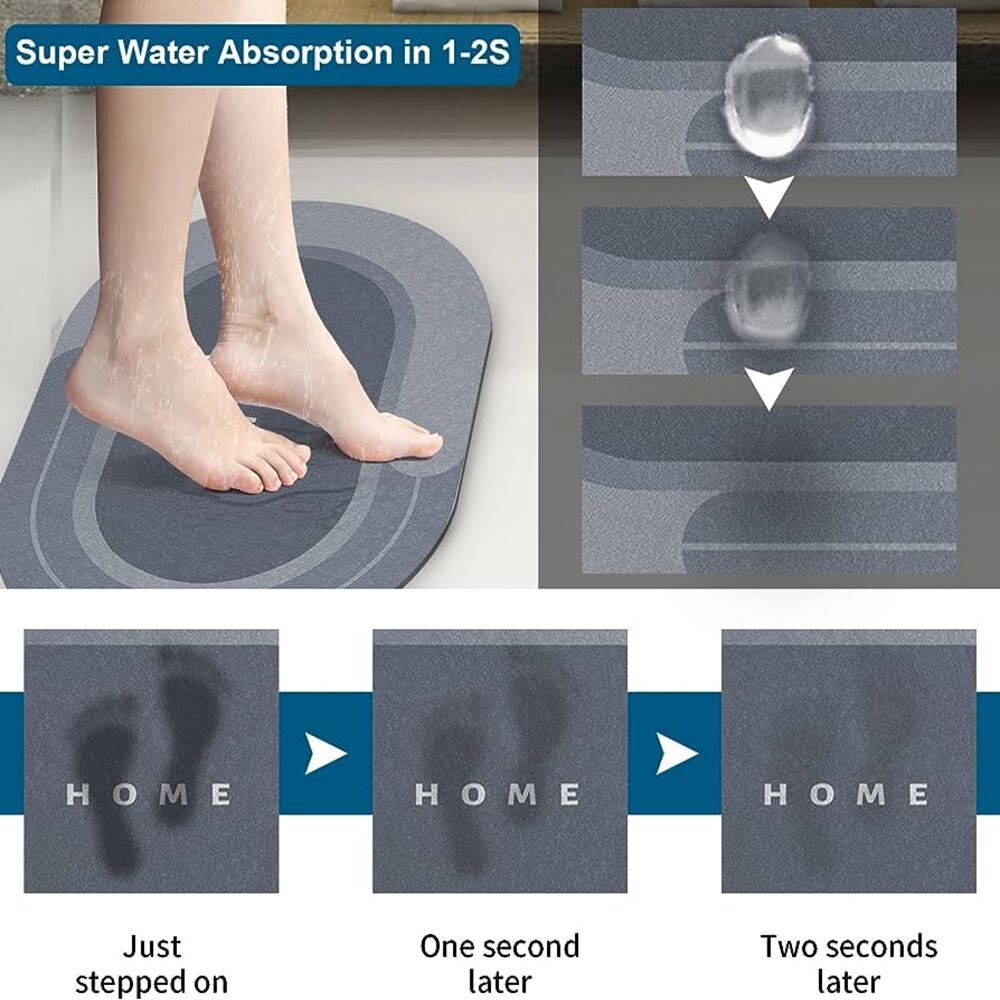 Super Water Absorption in 1-2S
HOME
HOME
HOME
Just
stepped on
One second
later
Two seconds
later